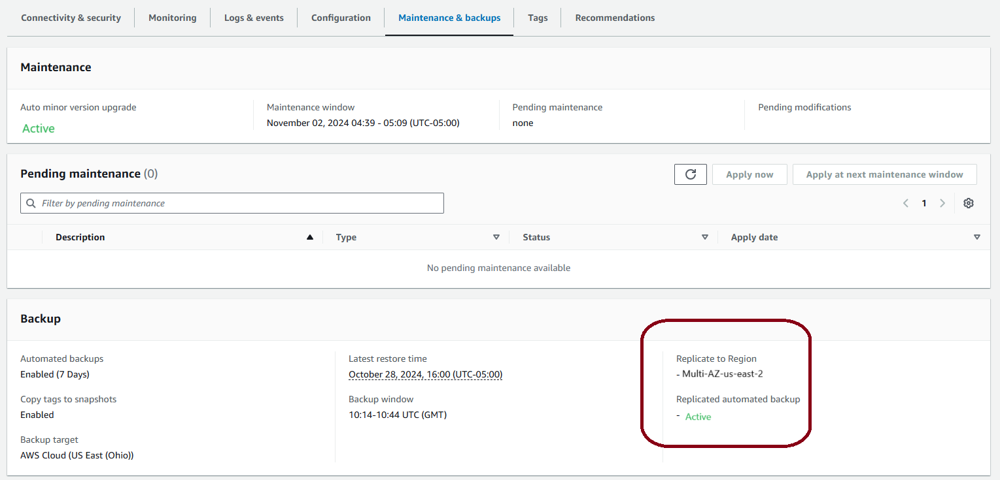 Connectivity & security Monitoring Logs & events Configuration Maintenance & backups Tags Recommendations
Maintenance
Auto minor version upgrade
Active
Maintenance window
November 02, 2024 04:39 - 05:09 (UTC-05:00)
Pending maintenance
none
Pending modifications
Pending maintenance (0)
Apply now
Apply at next maintenance window
Filter by pending maintenance
1
Description Type Status Apply date
No pending maintenance available
Backup
Automated backups
Enabled (7 Days)
Copy tags to snapshots
Enabled
Backup target
AWS Cloud (US East (Ohio))
Latest restore time
October 28, 2024, 16:00 (UTC-05:00)
Backup window
10:14-10:44 UTC (GMT)
Replicate to Region
- Multi-AZ-us-east-2
Replicated automated backup
- Active